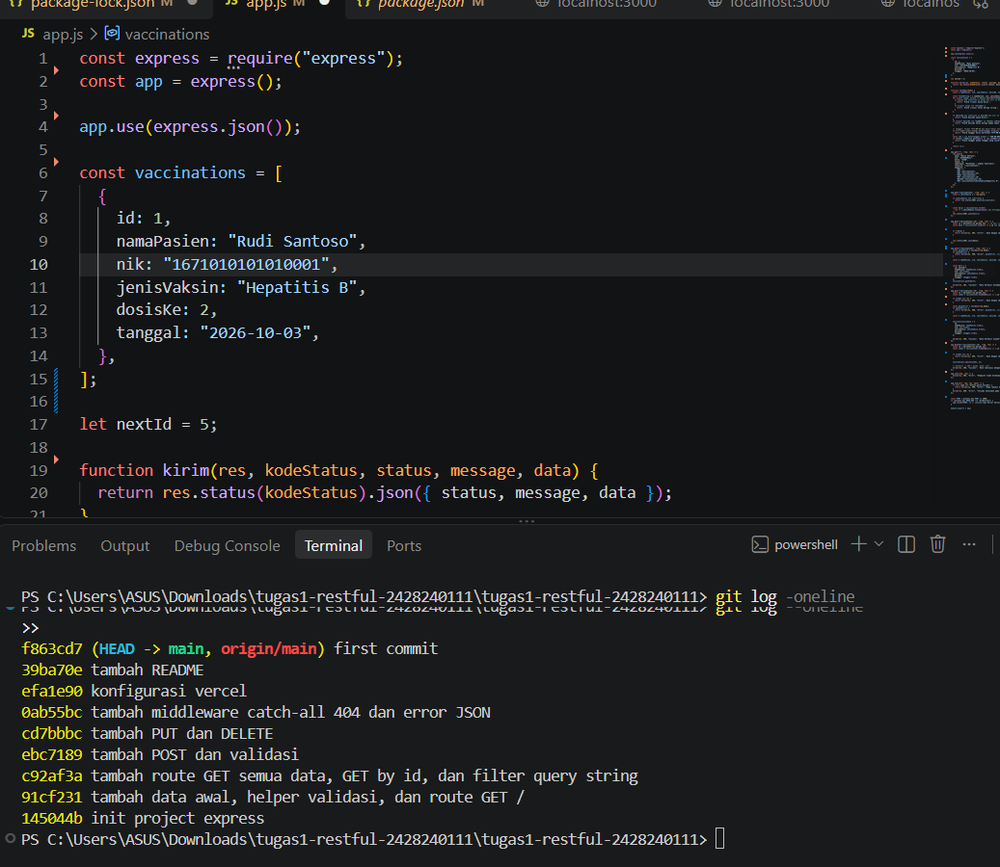 package-lock.json M
app.js M
package.json M
localhost:3000
localhost:3000
localhos
JS app.js > vaccinations
1 const express = require("express");
2 const app = express();
3
4 app.use(express.json());
5
6 const vaccinations = [
7 {
8 id: 1,
9 namaPasien: "Rudi Santoso",
10 nik: "1671010101010001",
11 jenisVaksin: "Hepatitis B",
12 dosisKe: 2,
13 tanggal: "2026-10-03",
14 },
15 ];
16
17 let nextId = 5;
18
19 function kirim(res, kodeStatus, status, message, data) {
20 return res.status(kodeStatus).json({ status, message, data });
21 }
Problems Output Debug Console Terminal Ports
powershell
PS C:\Users\ASUS\Downloads\tugas1-restful-2428240111\tugas1-restful-2428240111> git log -oneline
PS C:\Users\ASUS\Downloads\tugas1-restful-2428240111\tugas1-restful-2428240111> git log --oneline
>>
f863cd7 (HEAD -> main, origin/main) first commit
39ba70e tambah README
efa1e90 konfigurasi vercel
0ab55bc tambah middleware catch-all 404 dan error JSON
cd7bbbc tambah PUT dan DELETE
ebc7189 tambah POST dan validasi
c92af3a tambah route GET semua data, GET by id, dan filter query string
91cf231 tambah data awal, helper validasi, dan route GET /
145044b init project express
PS C:\Users\ASUS\Downloads\tugas1-restful-2428240111\tugas1-restful-2428240111>